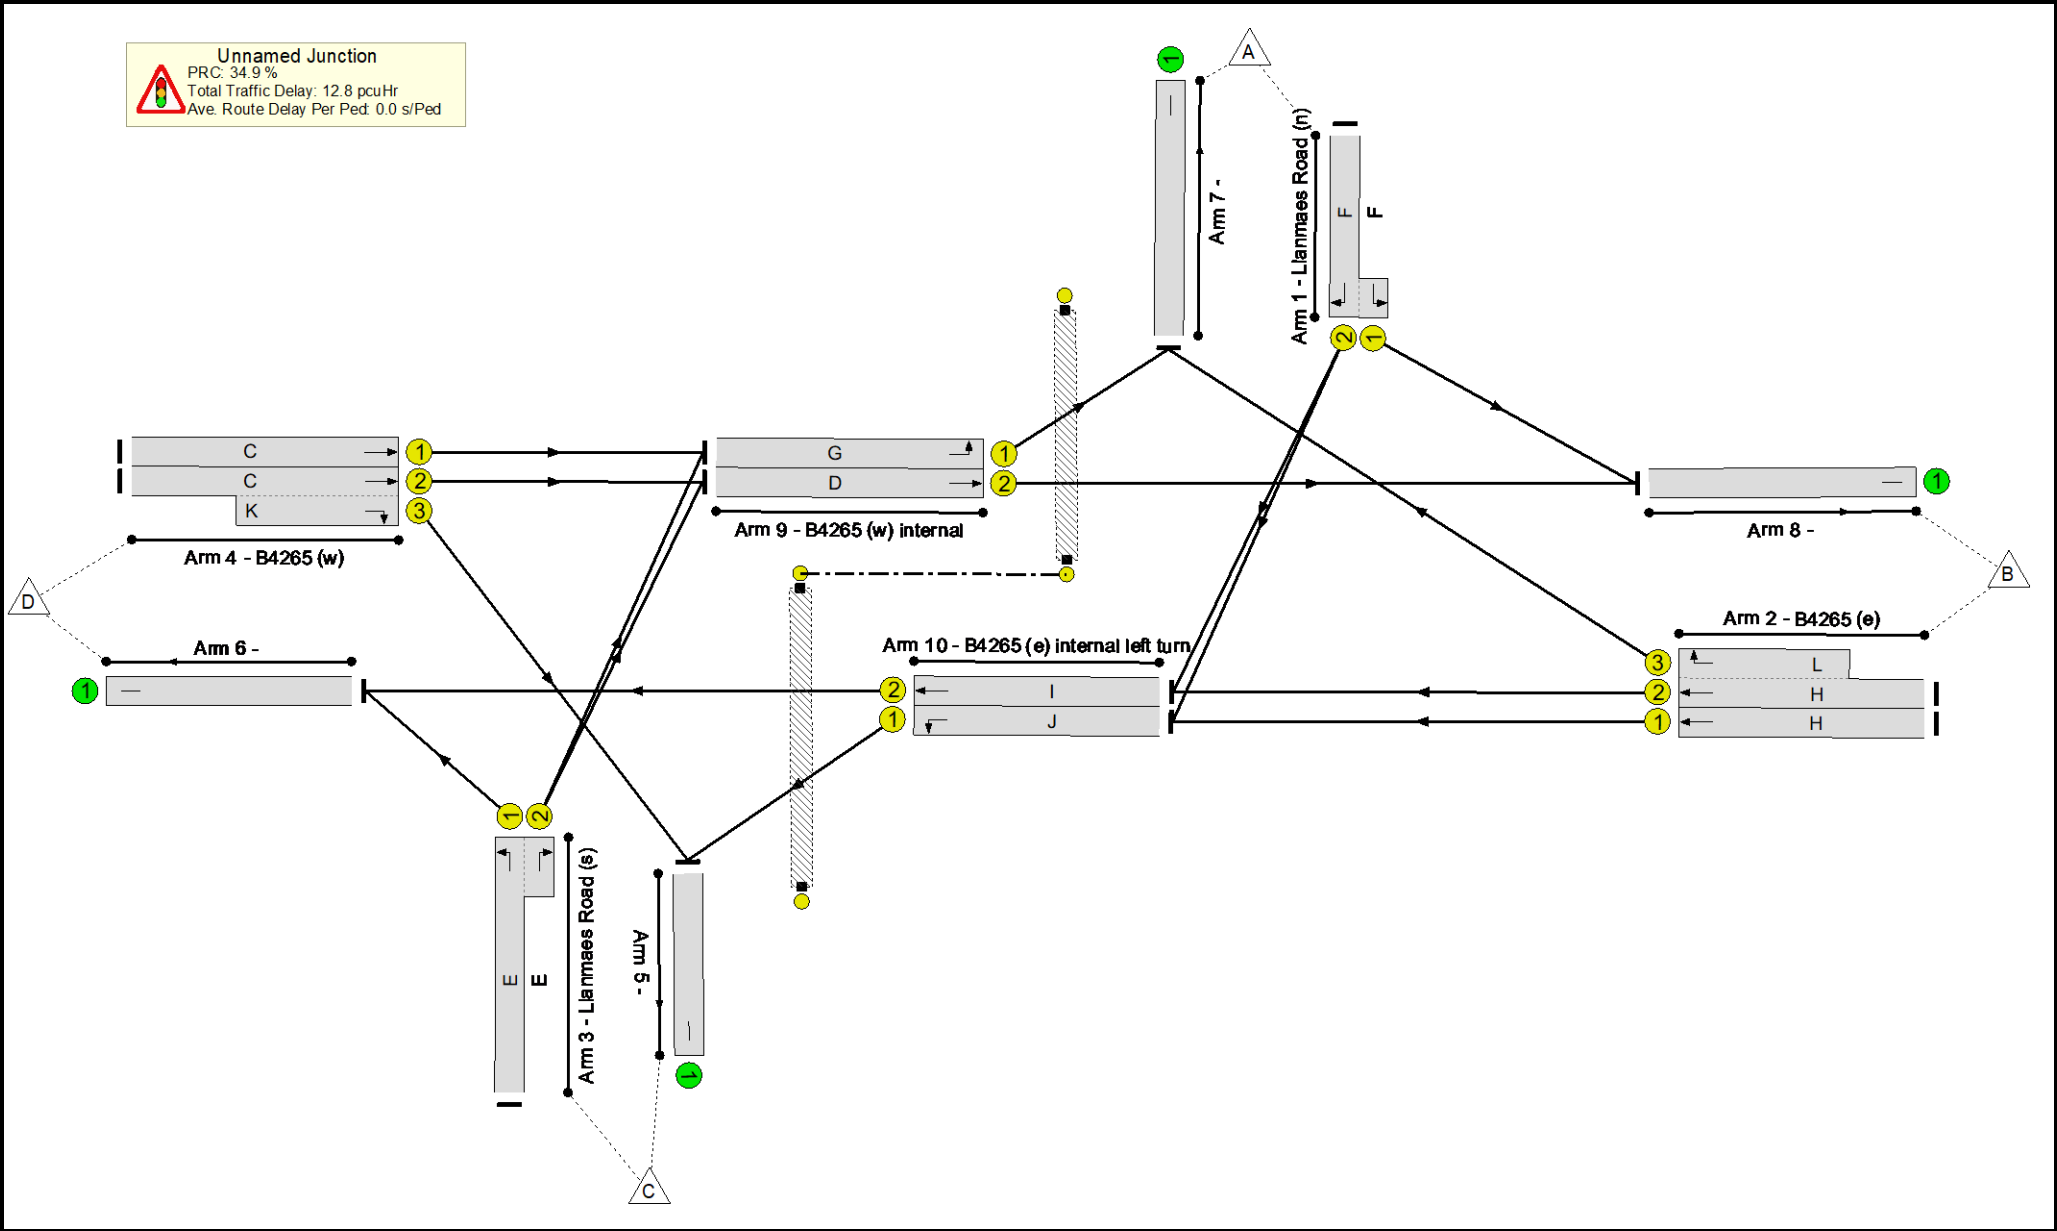 Unnamed Junction
PRC: 34.9 %
Total Traffic Delay: 12.8 pcuHr
Ave. Route Delay Per Ped: 0.0 s/Ped
1
A
Arm 7 -
Arm 1 - Llanmaes Road (n)
F
F
2
1
C
1
C
2
K
3
Arm 4 - B4265 (w)
G
1
D
2
Arm 9 - B4265 (w) internal
1
Arm 8 -
D
B
Arm 6 -
1
Arm 10 - B4265 (e) internal left turn
2
I
1
J
Arm 2 - B4265 (e)
3
L
2
H
1
H
1
2
E
E
Arm 3 - Llanmaes Road (s)
Arm 5 -
1
C